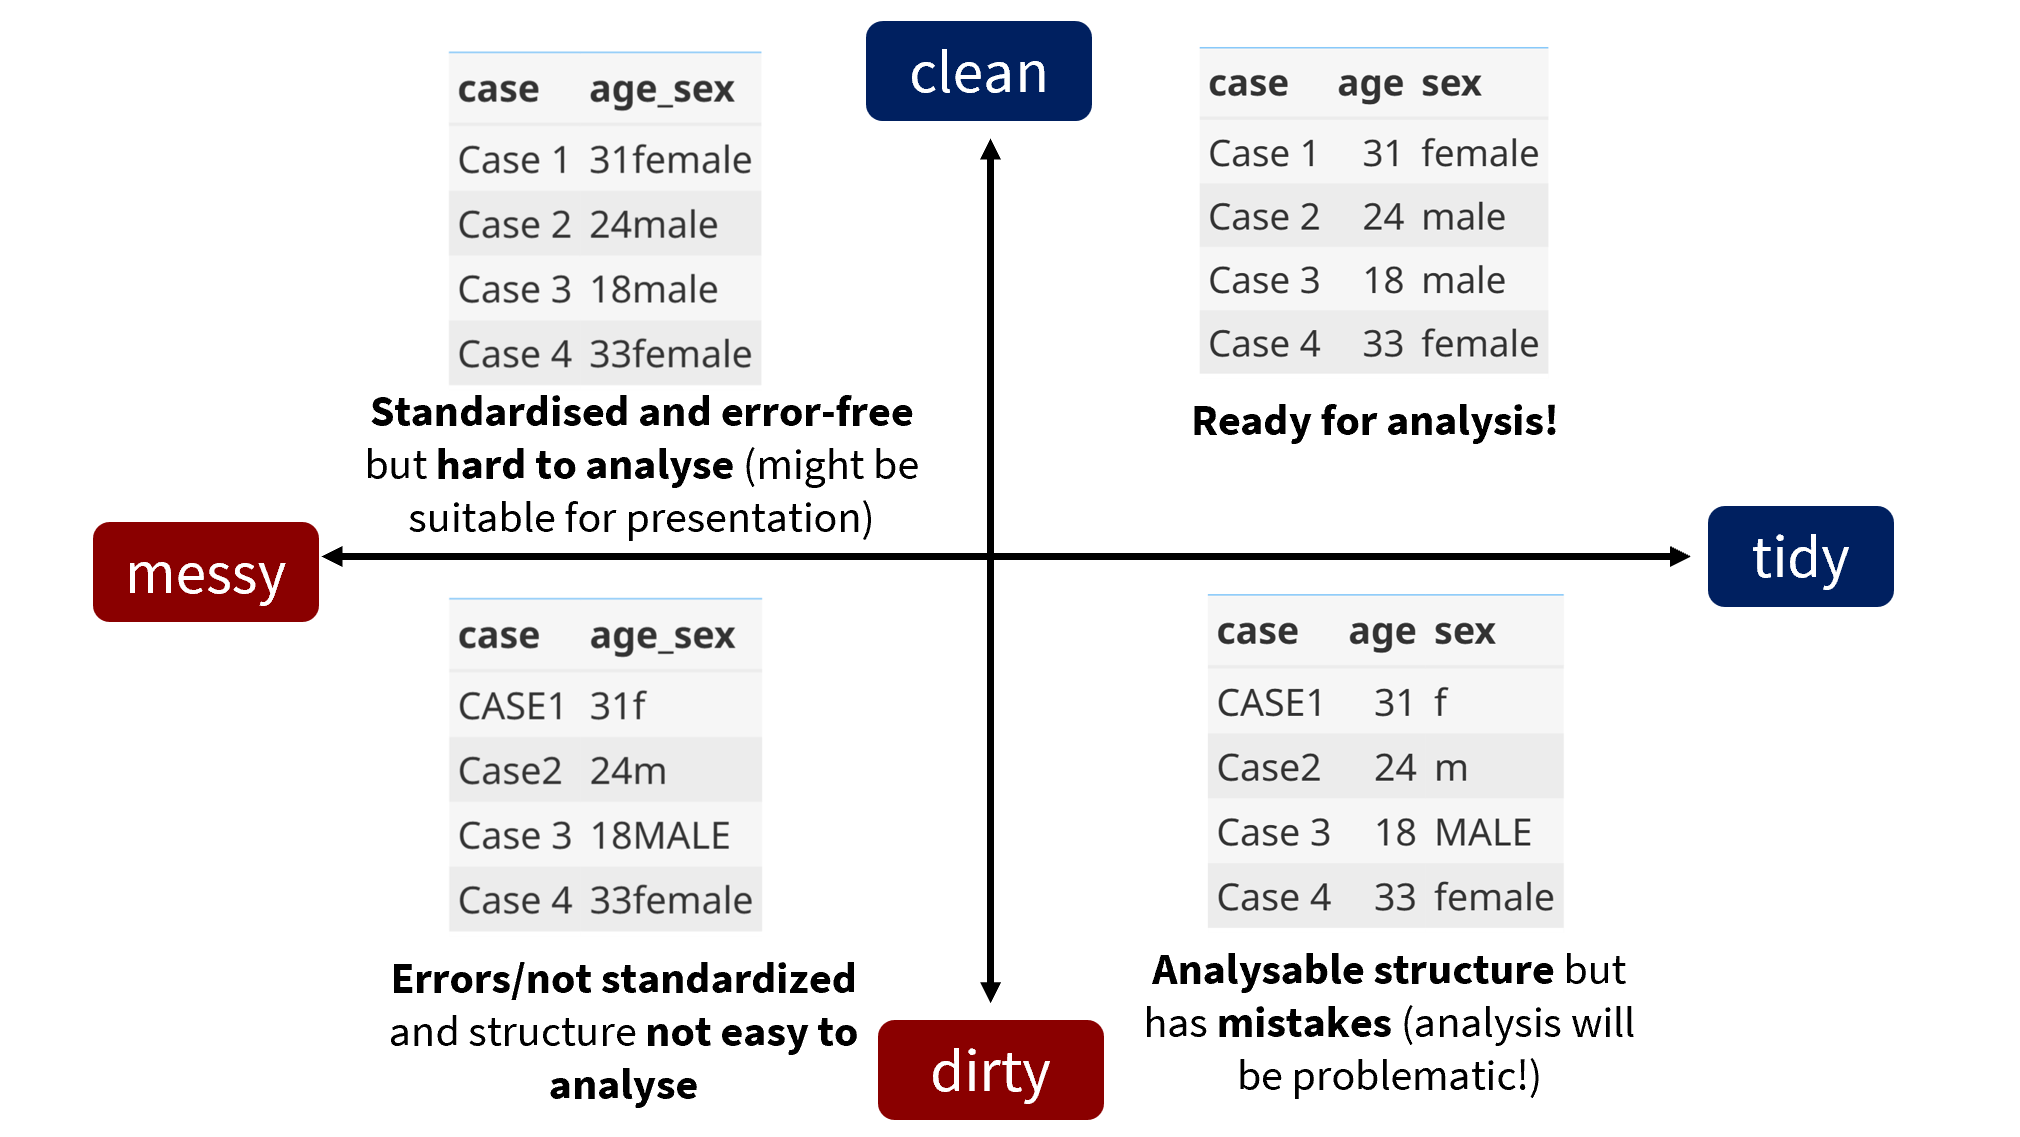 clean
case age_sex
Case 1 31female
Case 2 24male
Case 3 18male
Case 4 33female
Standardised and error-free
but hard to analyse (might be
suitable for presentation)
case age sex
Case 1 31 female
Case 2 24 male
Case 3 18 male
Case 4 33 female
Ready for analysis!
messy
tidy
case age_sex
CASE1 31f
Case2 24m
Case 3 18MALE
Case 4 33female
Errors/not standardized
and structure not easy to
analyse
case age sex
CASE1 31 f
Case2 24 m
Case 3 18 MALE
Case 4 33 female
Analysable structure but
has mistakes (analysis will
be problematic!)
dirty